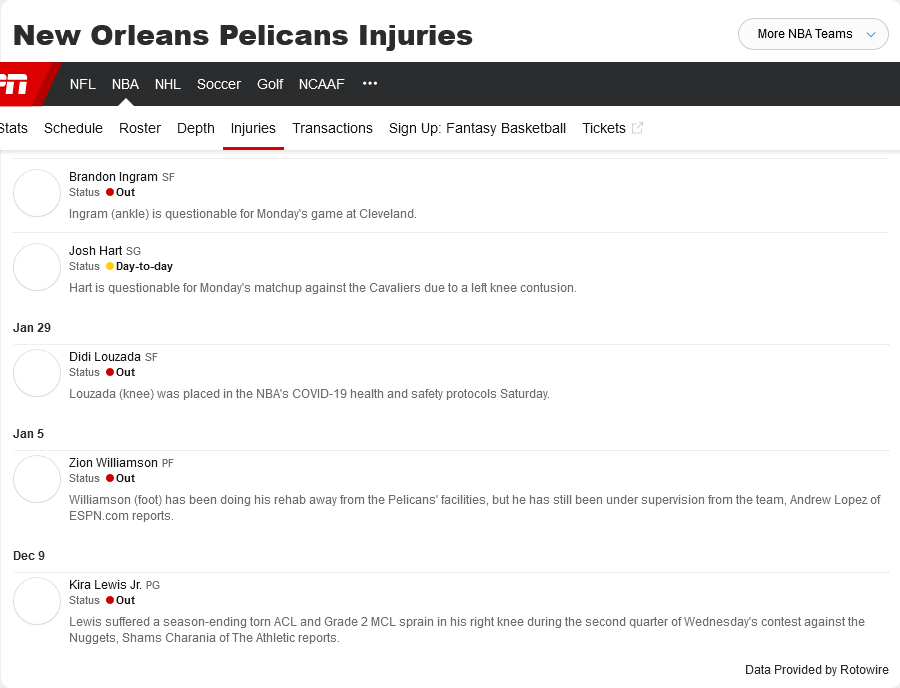 New Orleans Pelicans Injuries
More NBA Teams
NFL NBA NHL Soccer Golf NCAAF
Stats Schedule Roster Depth Injuries Transactions Sign Up: Fantasy Basketball Tickets
Brandon Ingram SF
Status Out
Ingram (ankle) is questionable for Monday's game at Cleveland.
Josh Hart SG
Status Day-to-day
Hart is questionable for Monday's matchup against the Cavaliers due to a left knee contusion.
Jan 29
Didi Louzada SF
Status Out
Louzada (knee) was placed in the NBA's COVID-19 health and safety protocols Saturday.
Jan 5
Zion Williamson PF
Status Out
Williamson (foot) has been doing his rehab away from the Pelicans' facilities, but he has still been under supervision from the team, Andrew Lopez of
ESPN.com reports.
Dec 9
Kira Lewis Jr. PG
Status Out
Lewis suffered a season-ending torn ACL and Grade 2 MCL sprain in his right knee during the second quarter of Wednesday's contest against the
Nuggets, Shams Charania of The Athletic reports.
Data Provided by Rotowire